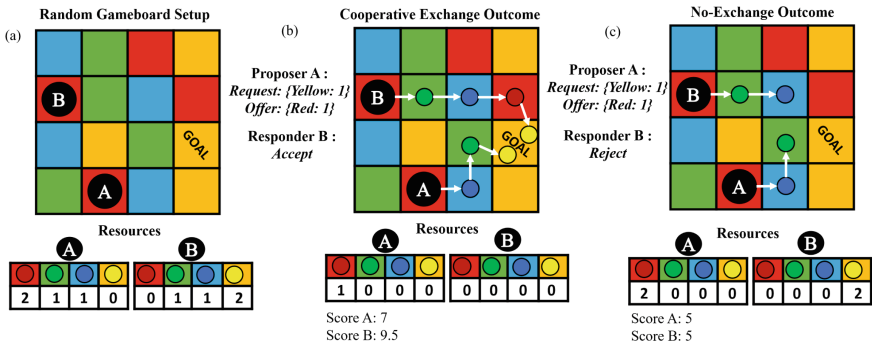 Random Gameboard Setup
(a)
B
GOAL
A
Resources
A
B
2 1 1 0
0 1 1 2
Cooperative Exchange Outcome
(b)
Proposer A :
Request: {Yellow: 1}
Offer: {Red: 1}
Responder B :
Accept
B
GOAL
A
Resources
A
B
1 0 0 0
0 0 0 0
Score A: 7
Score B: 9.5
No-Exchange Outcome
(c)
Proposer A :
Request: {Yellow: 1}
Offer: {Red: 1}
Responder B :
Reject
B
GOAL
A
Resources
A
B
2 0 0 0
0 0 0 2
Score A: 5
Score B: 5